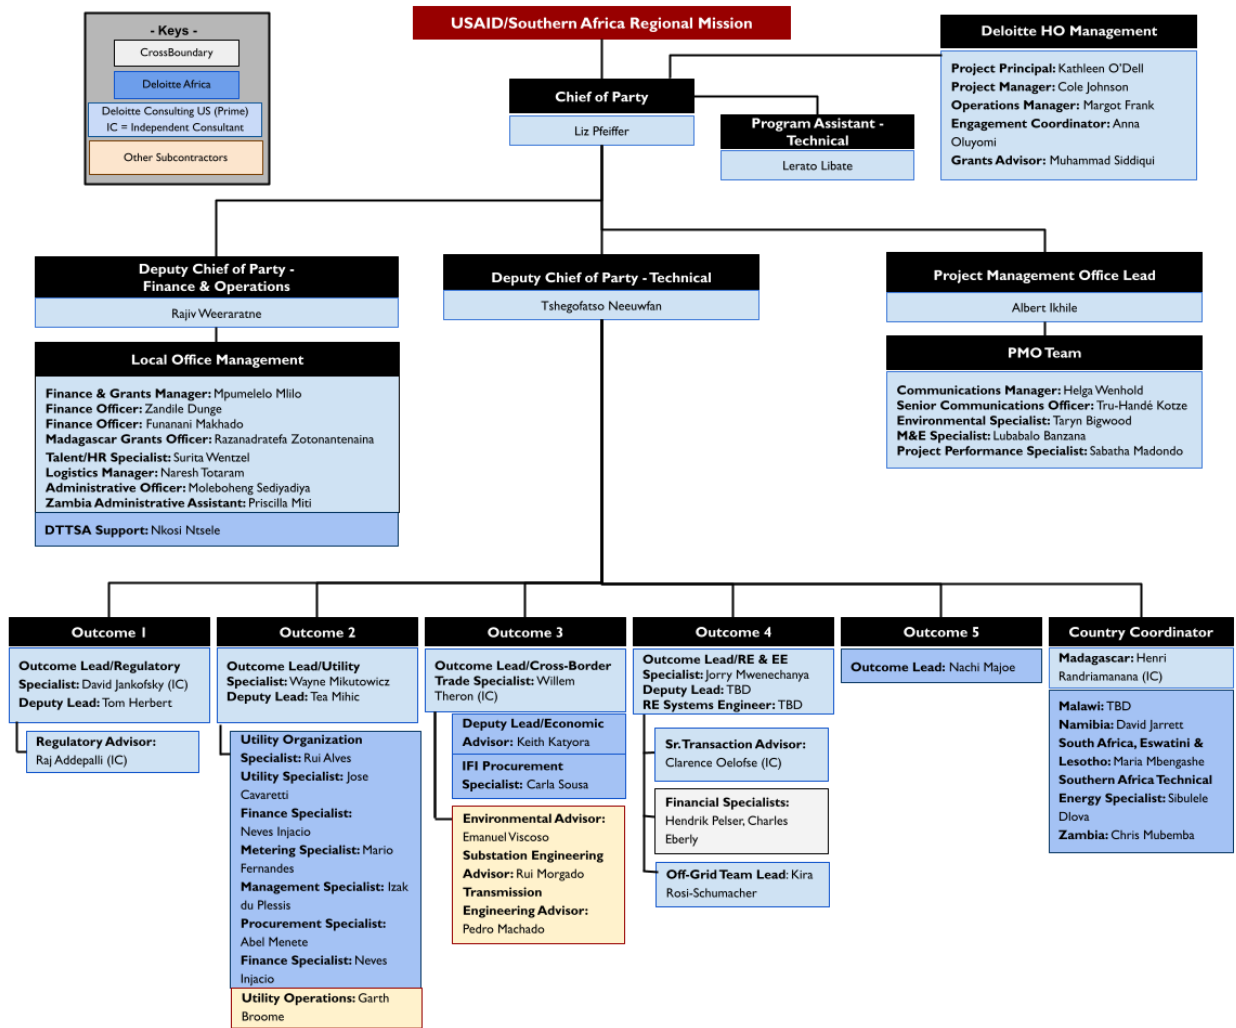 USAID/Southern Africa Regional Mission
- Keys -
CrossBoundary
Deloitte Africa
Deloitte Consulting US (Prime)
IC = Independent Consultant
Other Subcontractors
Deloitte HO Management
Project Principal: Kathleen O'Dell
Project Manager: Cole Johnson
Operations Manager: Margot Frank
Engagement Coordinator: Anna
Oluyomi
Grants Advisor: Muhammad Siddiqui
Chief of Party
Liz Pfeiffer
Program Assistant -
Technical
Lerato Libate
Deputy Chief of Party -
Finance & Operations
Rajiv Weeraratne
Deputy Chief of Party - Technical
Tshegofatso Neeuwfan
Project Management Office Lead
Albert Ikhile
Local Office Management
Finance & Grants Manager: Mpumelelo Mlilo
Finance Officer: Zandile Dunge
Finance Officer: Funanani Makhado
Madagascar Grants Officer: Razanadratefa Zotonantenaina
Talent/HR Specialist: Surita Wentzel
Logistics Manager: Naresh Totaram
Administrative Officer: Moleboheng Sediyadiya
Zambia Administrative Assistant: Priscilla Miti
DTTSA Support: Nkosi Ntsele
PMO Team
Communications Manager: Helga Wenhold
Senior Communications Officer: Tru-Handé Kotze
Environmental Specialist: Taryn Bigwood
M&E Specialist: Lubabalo Banzana
Project Performance Specialist: Sabatha Madondo
Outcome 1
Outcome Lead/Regulatory
Specialist: David Jankofsky (IC)
Deputy Lead: Tom Herbert
Regulatory Advisor:
Raj Addepalli (IC)
Outcome 2
Outcome Lead/Utility
Specialist: Wayne Mikutowicz
Deputy Lead: Tea Mihic
Utility Organization
Specialist: Rui Alves
Utility Specialist: Jose
Cavaretti
Finance Specialist:
Neves Injacio
Metering Specialist: Mario
Fernandes
Management Specialist: Izak
du Plessis
Procurement Specialist:
Abel Menete
Finance Specialist: Neves
Injacio
Utility Operations: Garth
Broome
Outcome 3
Outcome Lead/Cross-Border
Trade Specialist: Willem
Theron (IC)
Deputy Lead/Economic
Advisor: Keith Katyora
IFI Procurement
Specialist: Carla Sousa
Environmental Advisor:
Emanuel Viscoso
Substation Engineering
Advisor: Rui Morgado
Transmission
Engineering Advisor:
Pedro Machado
Outcome 4
Outcome Lead/RE & EE
Specialist: Jorry Mwenechanya
Deputy Lead: TBD
RE Systems Engineer: TBD
Sr. Transaction Advisor:
Clarence Oelofse (IC)
Financial Specialists:
Hendrik Pelser, Charles
Eberly
Off-Grid Team Lead: Kira
Rosi-Schumacher
Outcome 5
Outcome Lead: Nachi Majoe
Country Coordinator
Madagascar: Henri
Randriamanana (IC)
Malawi: TBD
Namibia: David Jarrett
South Africa, Eswatini &
Lesotho: Maria Mbengashe
Southern Africa Technical
Energy Specialist: Sibulele
Dlova
Zambia: Chris Mubemba